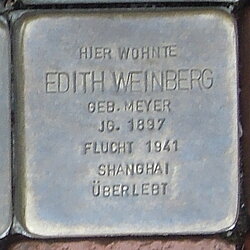 HIER WOHNTE
EDITH WEINBERG
GEB. MEYER
JG. 1897
FLUCHT 1941
SHANGHAI
ÜBERLEBT